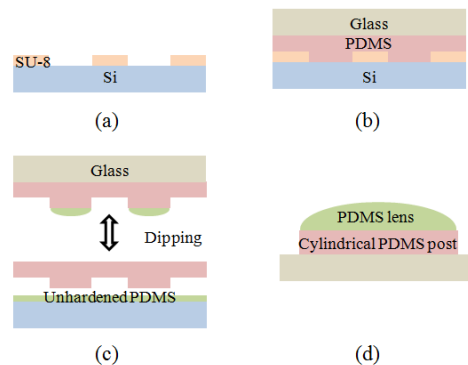 SU-8
Si
(a)
Glass
PDMS
Si
(b)
Glass
Dipping
Unhardened PDMS
(c)
PDMS lens
Cylindrical PDMS post
(d)